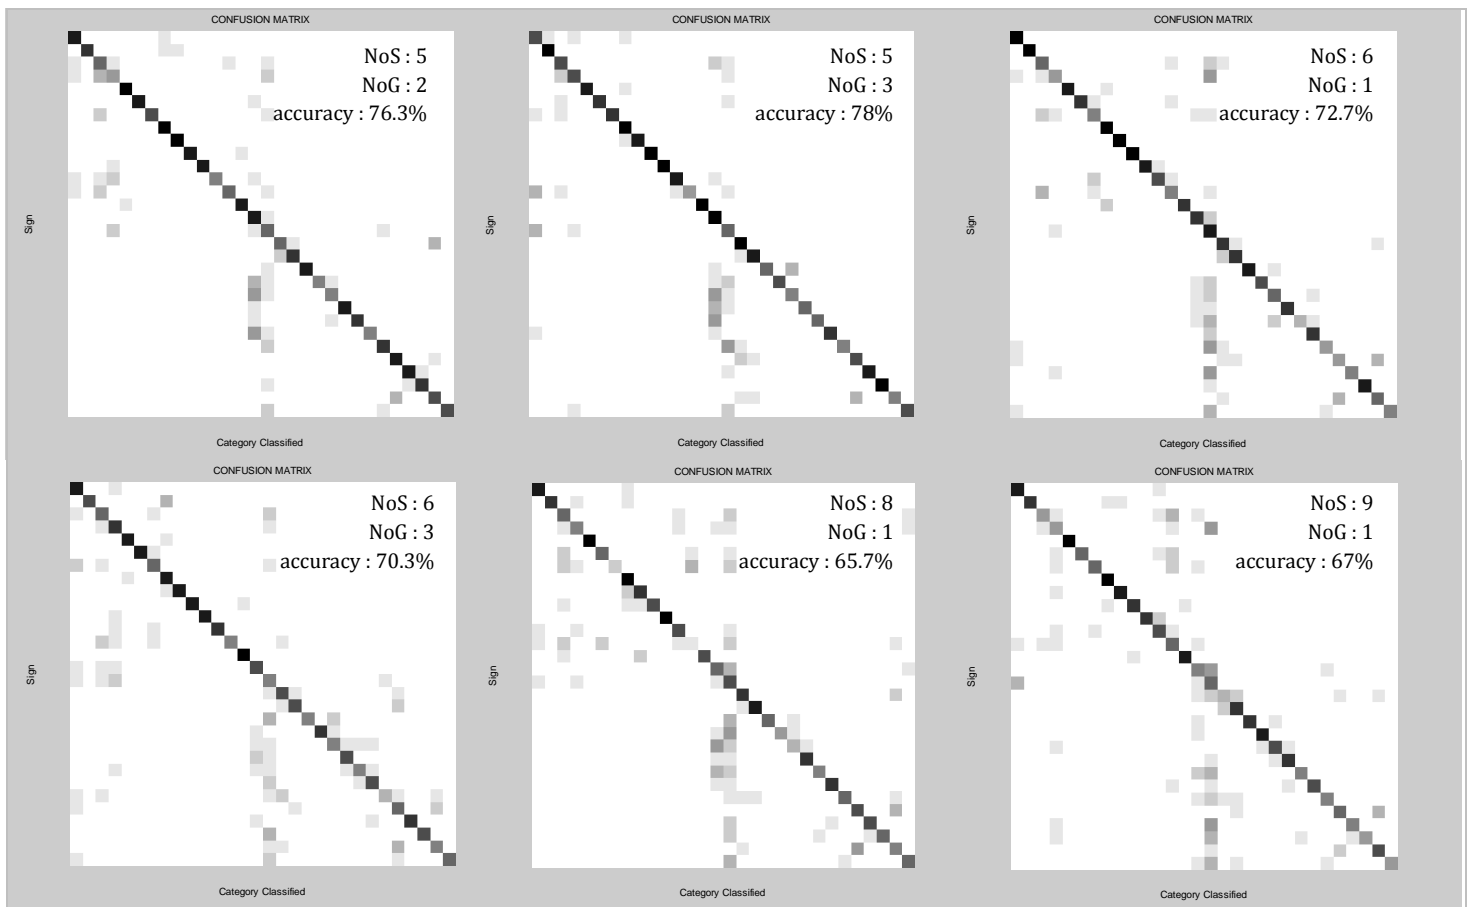 CONFUSION MATRIX
NoS : 5
NoG : 2
accuracy : 76.3%
Sign
Category Classified
CONFUSION MATRIX
NoS : 5
NoG : 3
accuracy : 78%
Sign
Category Classified
CONFUSION MATRIX
NoS : 6
NoG : 1
accuracy : 72.7%
Sign
Category Classified
CONFUSION MATRIX
NoS : 6
NoG : 3
accuracy : 70.3%
Sign
Category Classified
CONFUSION MATRIX
NoS : 8
NoG : 1
accuracy : 65.7%
Sign
Category Classified
CONFUSION MATRIX
NoS : 9
NoG : 1
accuracy : 67%
Sign
Category Classified